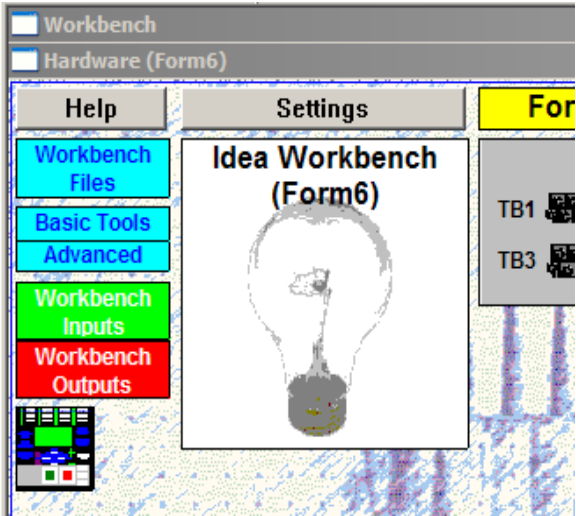 Workbench
Hardware (Form6)
Help
Settings
For
Workbench
Files
Basic Tools
Advanced
Workbench
Inputs
Workbench
Outputs
Idea Workbench
(Form6)
TB1
TB3